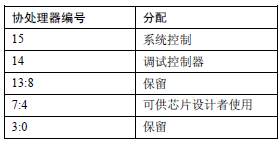 协处理器编号 分配
15 系统控制
14 调试控制器
13:8 保留
7:4 可供芯片设计者使用
3:0 保留